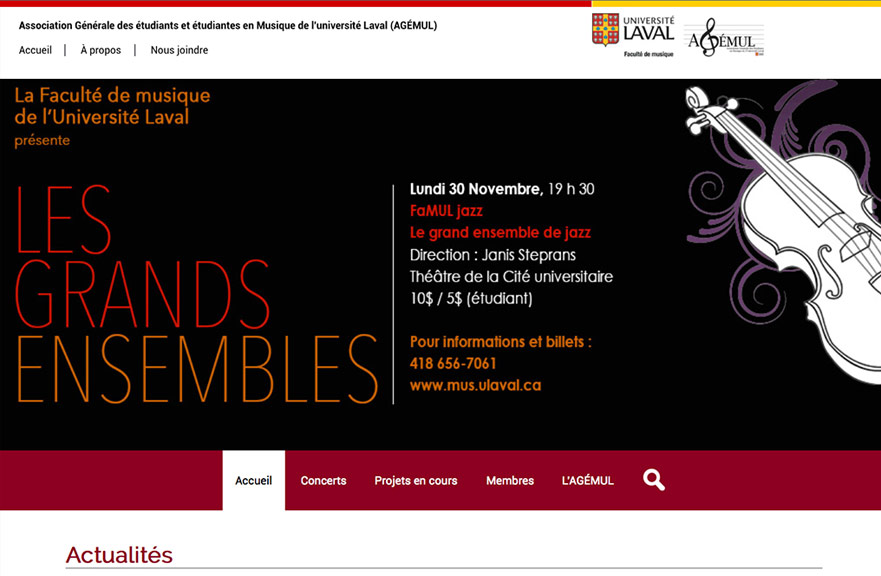 Association Générale des étudiants et étudiantes en Musique de l'université Laval (AGÉMUL)
Accueil | À propos | Nous joindre
UNIVERSITÉ
LAVAL
Faculté de musique
AGÉMUL
La Faculté de musique
de l'Université Laval
présente
LES
GRANDS
ENSEMBLES
Lundi 30 Novembre, 19 h 30
FaMUL jazz
Le grand ensemble de jazz
Direction : Janis Steprans
Théâtre de la Cité universitaire
10$ / 5$ (étudiant)
Pour informations et billets :
418 656-7061
www.mus.ulaval.ca
Accueil Concerts Projets en cours Membres L'AGÉMUL
Actualités